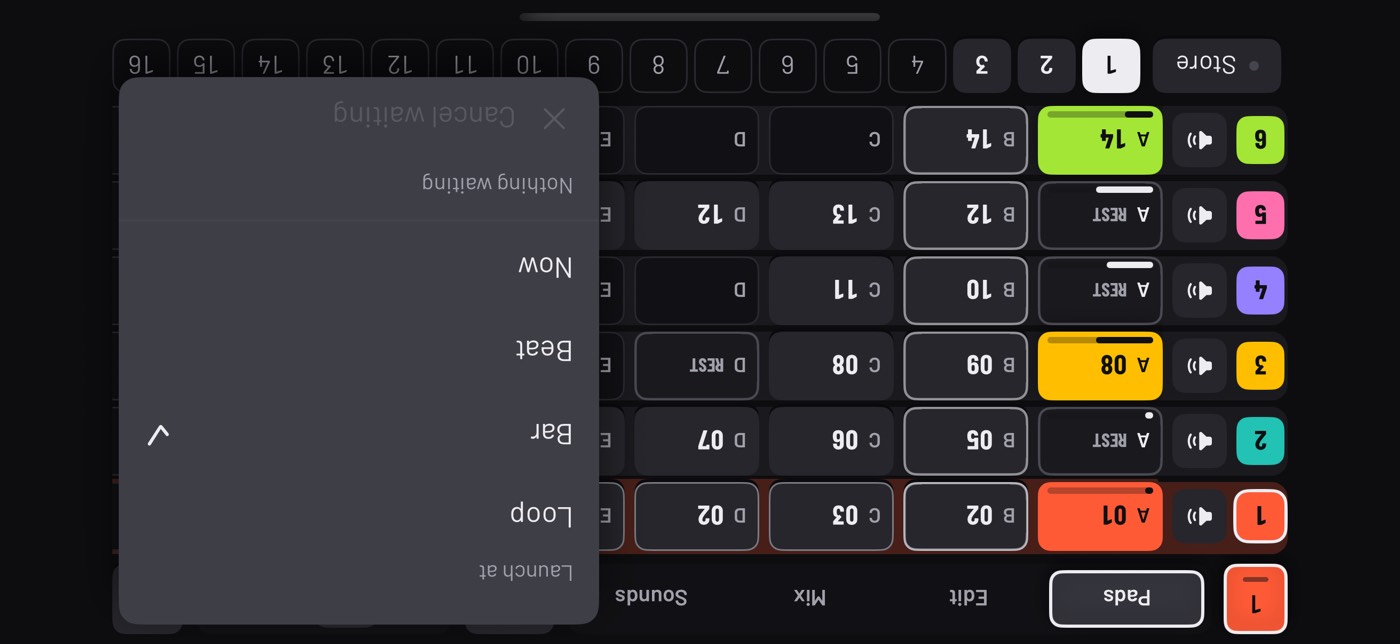 1 Pads Edit Mix Sounds
1 A 01 B 02 C 03 D 02 E
2 A REST B 05 C 06 D 07 E
3 A 08 B 09 C 08 D REST E
4 A REST B 10 C 11 D E
5 A REST B 12 C 13 D 12 E
6 A 14 B 14 C D E
Launch at
Loop
Bar
Beat
Now
Nothing waiting
Cancel waiting
Store 1 2 3 4 5 6 7 8 9 10 11 12 13 14 15 16